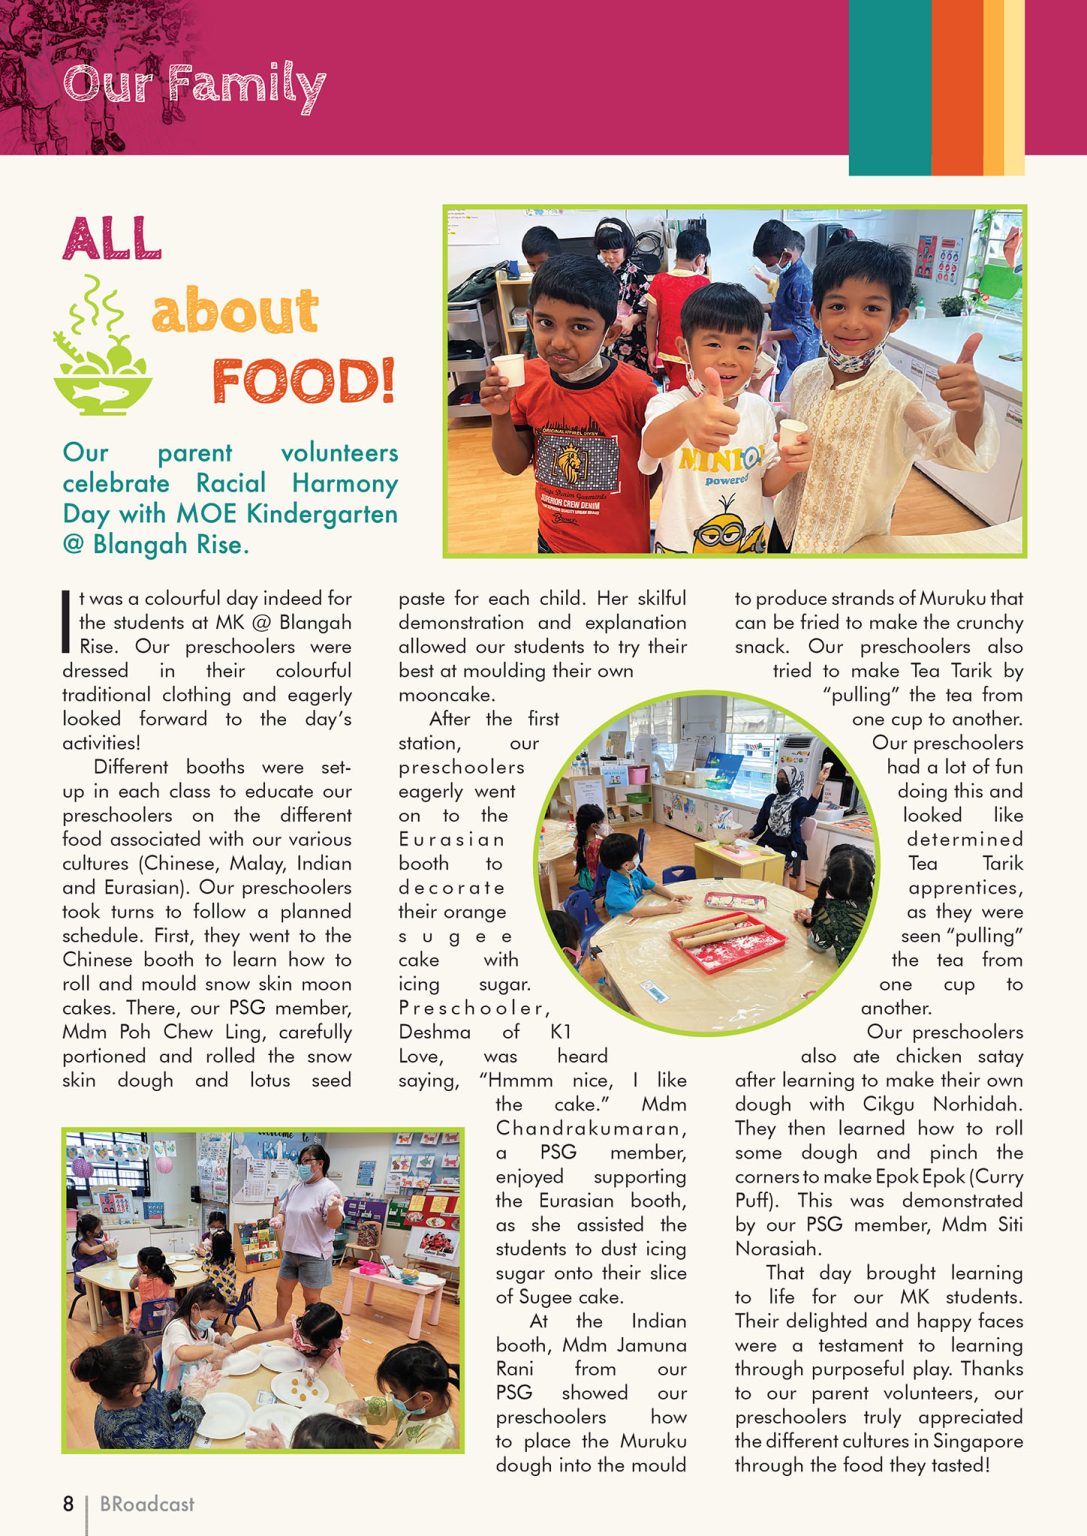 Our Family
ALL
about
FOOD!
Our parent volunteers
celebrate Racial Harmony
Day with MOE Kindergarten
@ Blangah Rise.
ORIGINAL APPAREL DIVIN
SUPERIOR CREW DENIM
MINIO
powered
It was a colourful day indeed for
the students at MK @ Blangah
Rise. Our preschoolers were
dressed in their colourful
traditional clothing and eagerly
looked forward to the day’s
activities!
Different booths were set-
up in each class to educate our
preschoolers on the different
food associated with our various
cultures (Chinese, Malay, Indian
and Eurasian). Our preschoolers
took turns to follow a planned
schedule. First, they went to the
Chinese booth to learn how to
roll and mould snow skin moon
cakes. There, our PSG member,
Mdm Poh Chew Ling, carefully
portioned and rolled the snow
skin dough and lotus seed
paste for each child. Her skilful
demonstration and explanation
allowed our students to try their
best at moulding their own
mooncake.
After the first
station, our
preschoolers
eagerly went
on to the
Eurasian
booth to
decorate
their orange
sugee
cake with
icing sugar.
Preschooler,
Deshma of K1
Love, was heard
saying, “Hmmm nice, I like
the cake.” Mdm
Chandrakumaran,
a PSG member,
enjoyed supporting
the Eurasian booth,
as she assisted the
students to dust icing
sugar onto their slice
of Sugee cake.
At the Indian
booth, Mdm Jamuna
Rani from our
PSG showed our
preschoolers how
to place the Muruku
dough into the mould
to produce strands of Muruku that
can be fried to make the crunchy
snack. Our preschoolers also
tried to make Tea Tarik by
“pulling” the tea from
one cup to another.
Our preschoolers
had a lot of fun
doing this and
looked like
determined
Tea Tarik
apprentices,
as they were
seen “pulling”
the tea from
one cup to
another.
Our preschoolers
also ate chicken satay
after learning to make their own
dough with Cikgu Norhidah.
They then learned how to roll
some dough and pinch the
corners to make Epok Epok (Curry
Puff). This was demonstrated
by our PSG member, Mdm Siti
Norasiah.
That day brought learning
to life for our MK students.
Their delighted and happy faces
were a testament to learning
through purposeful play. Thanks
to our parent volunteers, our
preschoolers truly appreciated
the different cultures in Singapore
through the food they tasted!
Welcome to
8
BRoadcast